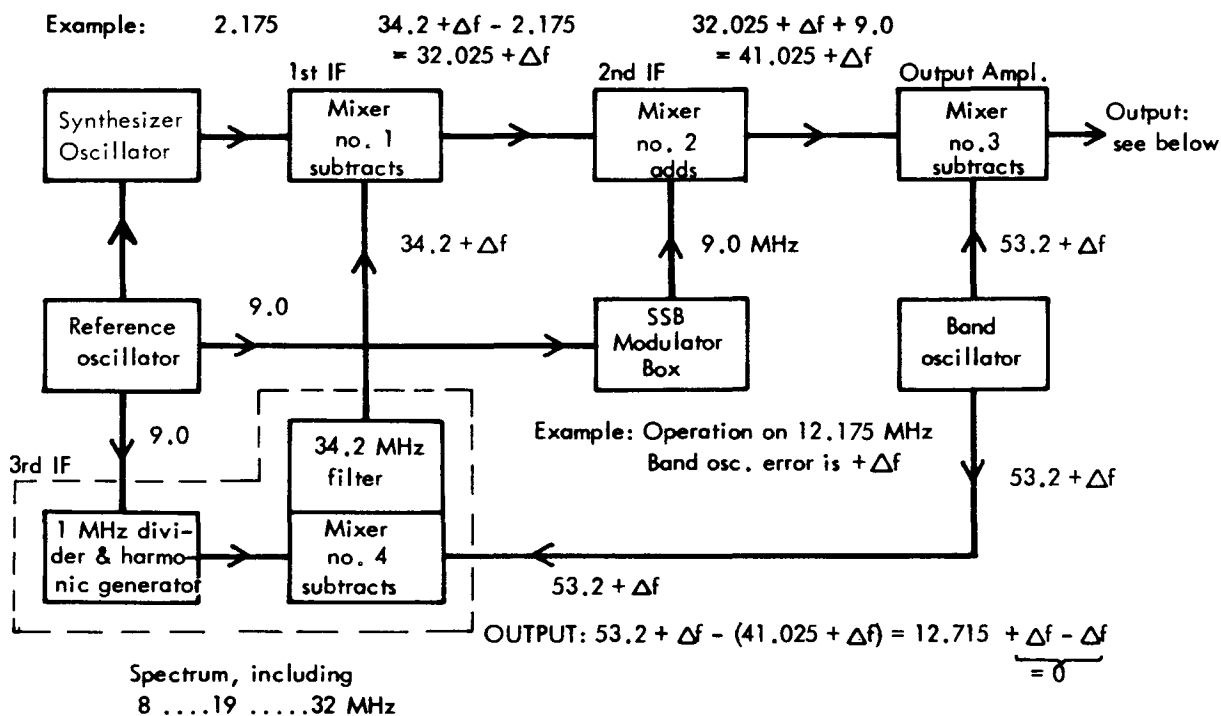 Example: 2.175 34.2 + Δf - 2.175 32.025 + Δf + 9.0
= 32.025 + Δf = 41.025 + Δf
1st IF 2nd IF Output Ampl.
Synthesizer
Oscillator
Mixer
no. 1
subtracts
Mixer
no. 2
adds
Mixer
no.3
subtracts
Output:
see below
34.2 + Δf
9.0 MHz
53.2 + Δf
Reference
oscillator
9.0
SSB
Modulator
Box
Band
oscillator
9.0
3rd IF
34.2 MHz
filter
Example: Operation on 12.175 MHz
Band osc. error is + Δf
53.2 + Δf
1 MHz divi-
der & harmo-
nic generator
Mixer
no. 4
subtracts
53.2 + Δf
OUTPUT: 53.2 + Δf - (41.025 + Δf) = 12.715 + Δf - Δf
= 0
Spectrum, including
8 ....19 .....32 MHz